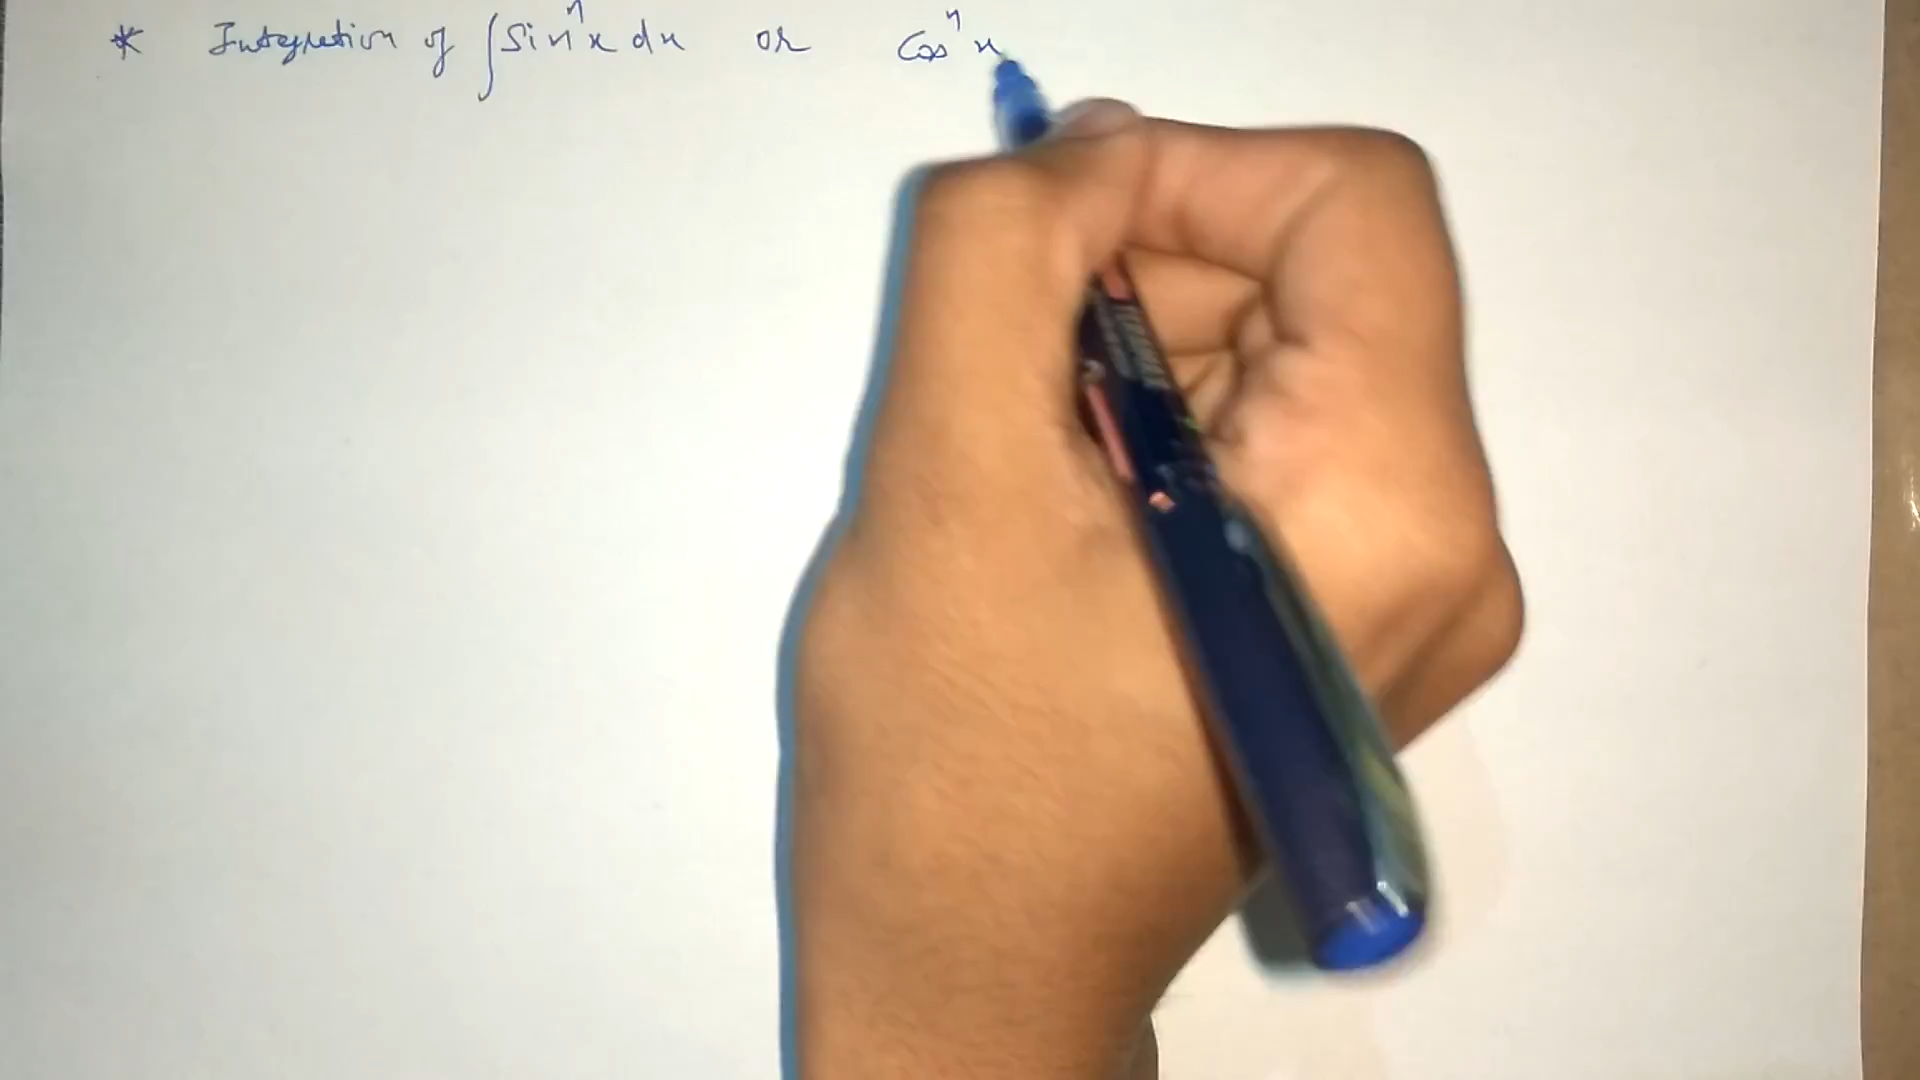 * Integration of ∫Sinⁿx dx or Cosⁿx